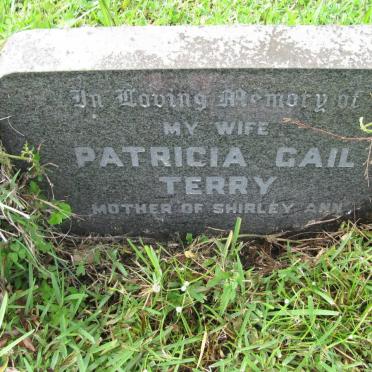 In Loving Memory of
MY WIFE
PATRICIA GAIL
TERRY
MOTHER OF SHIRLEY ANN